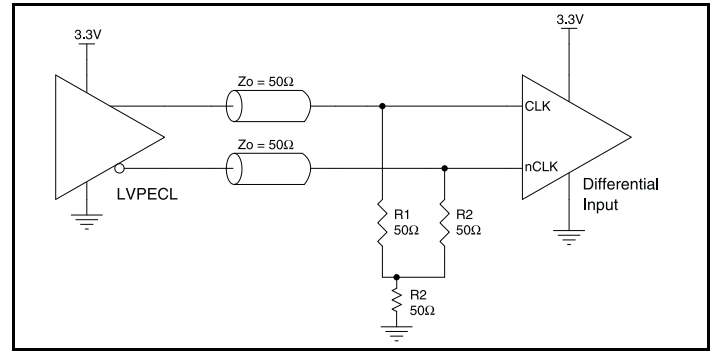 3.3V
3.3V
Zo = 50Ω
CLK
Zo = 50Ω
nCLK
LVPECL
Differential
Input
R1
50Ω
R2
50Ω
R2
50Ω